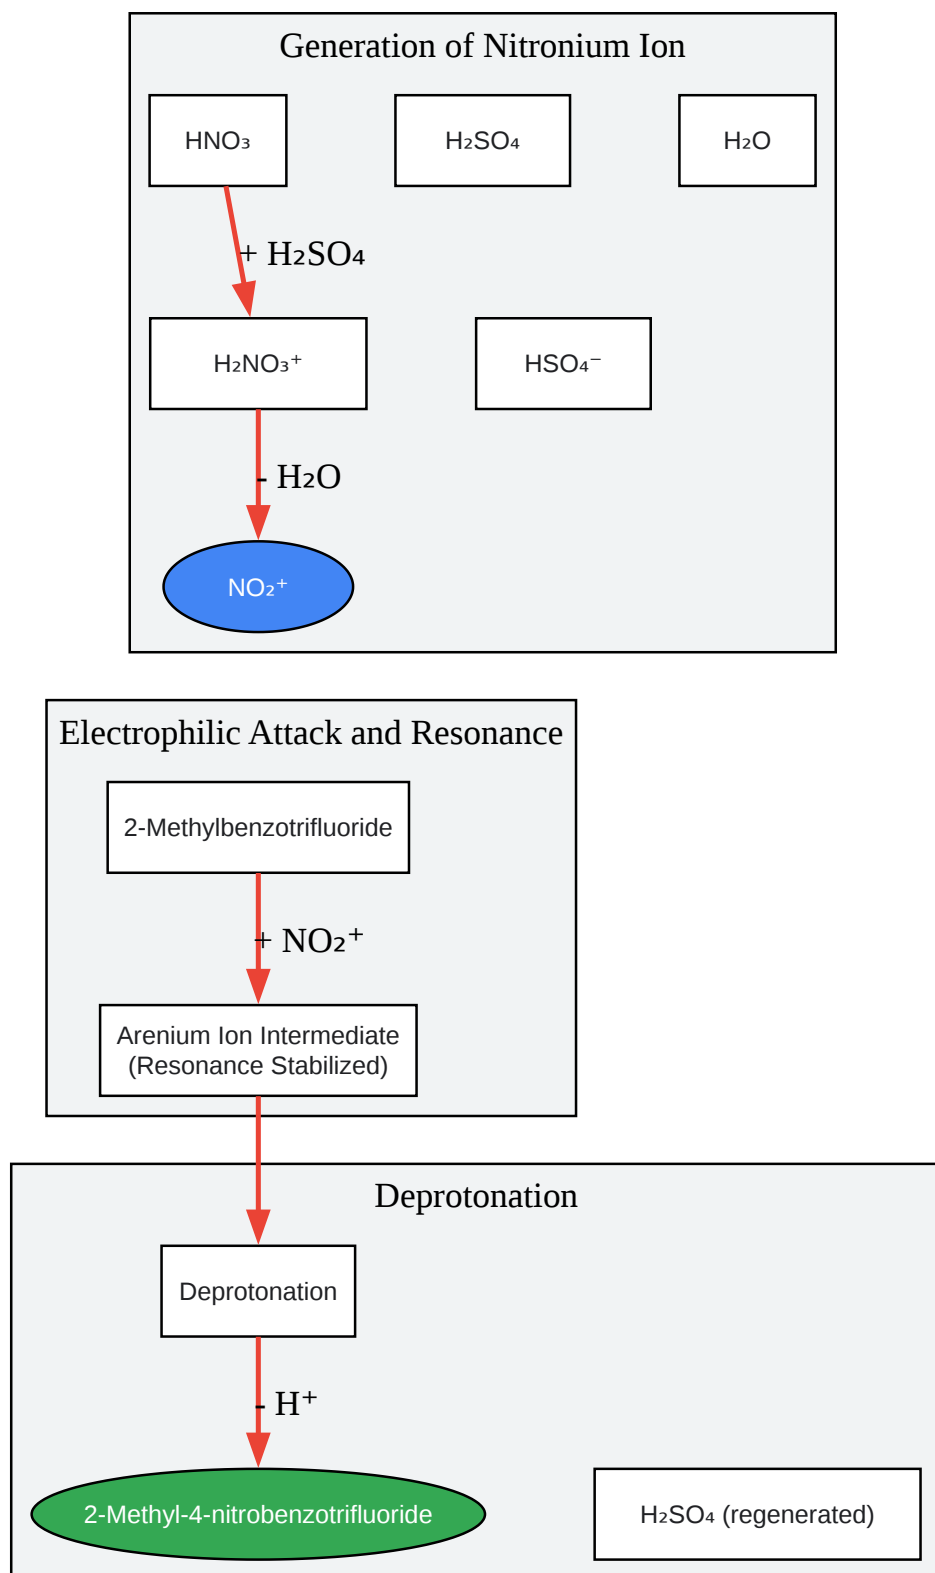 Generation of Nitronium Ion
HNO₃
H₂SO₄
H₂O
+ H₂SO₄
H₂NO₃⁺
HSO₄⁻
- H₂O
NO₂⁺
Electrophilic Attack and Resonance
2-Methylbenzotrifluoride
+ NO₂⁺
Arenium Ion Intermediate
(Resonance Stabilized)
Deprotonation
Deprotonation
- H⁺
2-Methyl-4-nitrobenzotrifluoride
H₂SO₄ (regenerated)